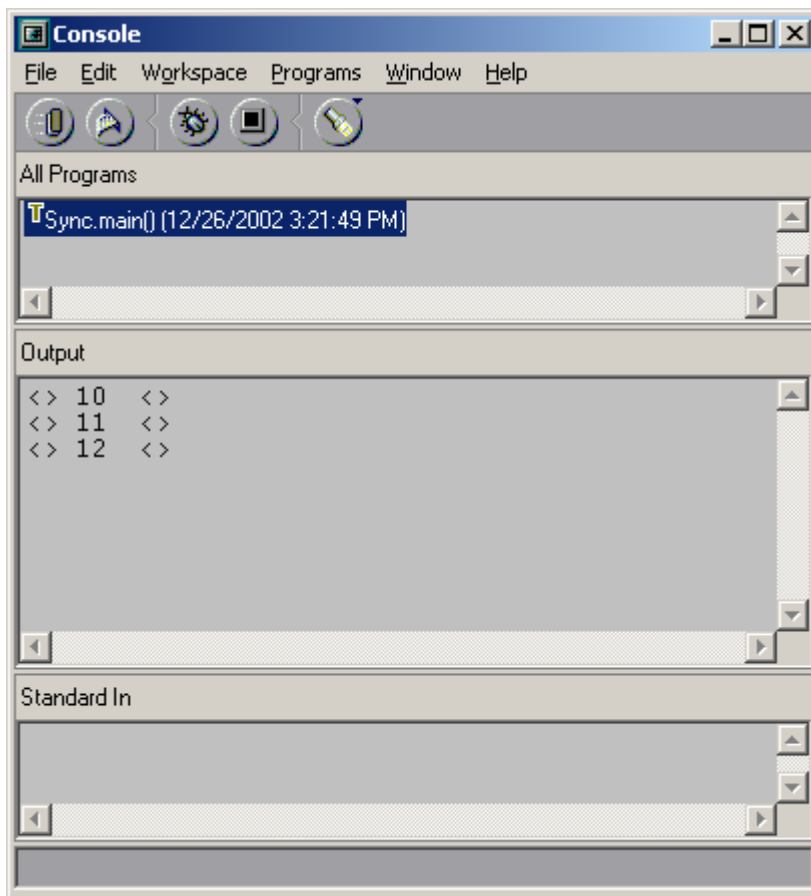 Console
File Edit Workspace Programs Window Help
All Programs
T Sync.main() (12/26/2002 3:21:49 PM)
Output
<> 10 <>
<> 11 <>
<> 12 <>
Standard In